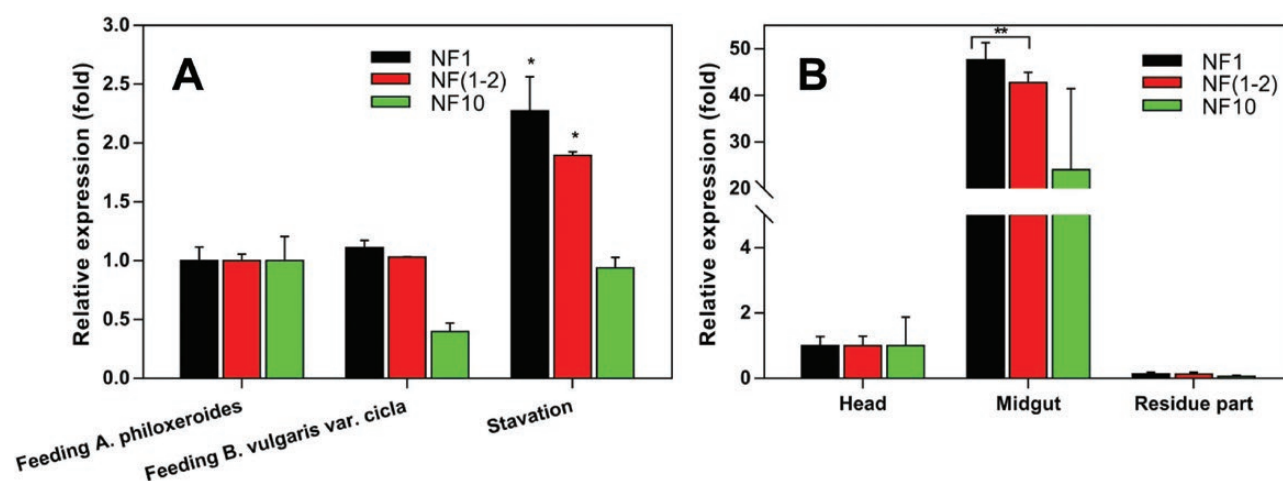 A
NF1
NF(1-2)
NF10
Relative expression (fold)
3.0
2.5
2.0
1.5
1.0
0.5
0.0
*
*
Feeding A. philoxeroides
Feeding B. vulgaris var. cicla
Stavation
B
**
NF1
NF(1-2)
NF10
Relative expression (fold)
50
40
30
20
4
2
0
Head
Midgut
Residue part